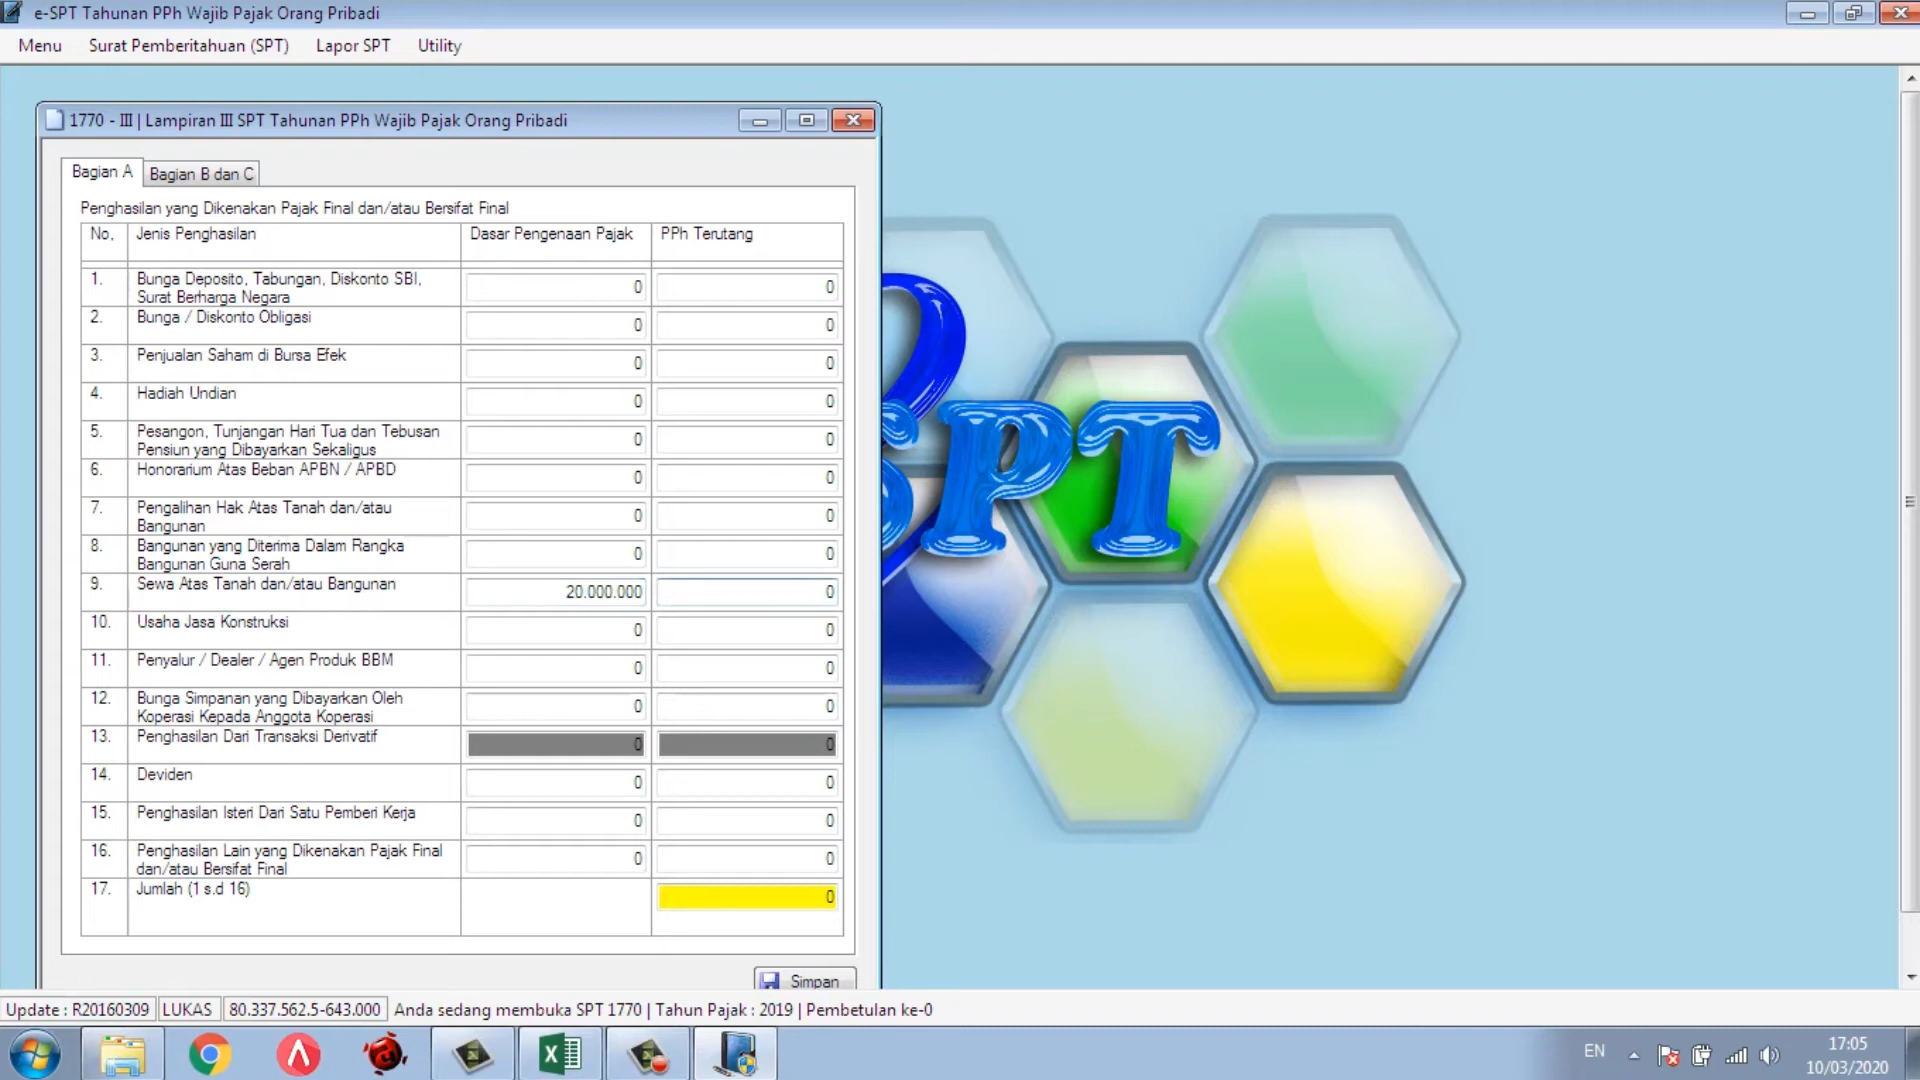 e-SPT Tahunan PPh Wajib Pajak Orang Pribadi
Menu Surat Pemberitahuan (SPT) Lapor SPT Utility
1770 - III | Lampiran III SPT Tahunan PPh Wajib Pajak Orang Pribadi
Bagian A Bagian B dan C
Penghasilan yang Dikenakan Pajak Final dan/atau Bersifat Final
No. Jenis Penghasilan Dasar Pengenaan Pajak PPh Terutang
1. Bunga Deposito, Tabungan, Diskonto SBI,
Surat Berharga Negara 0 0
2. Bunga / Diskonto Obligasi 0 0
3. Penjualan Saham di Bursa Efek 0 0
4. Hadiah Undian 0 0
5. Pesangon, Tunjangan Hari Tua dan Tebusan
Pensiun yang Dibayarkan Sekaligus 0 0
6. Honorarium Atas Beban APBN / APBD 0 0
7. Pengalihan Hak Atas Tanah dan/atau
Bangunan 0 0
8. Bangunan yang Diterima Dalam Rangka
Bangunan Guna Serah 0 0
9. Sewa Atas Tanah dan/atau Bangunan 20.000.000 0
10. Usaha Jasa Konstruksi 0 0
11. Penyalur / Dealer / Agen Produk BBM 0 0
12. Bunga Simpanan yang Dibayarkan Oleh
Koperasi Kepada Anggota Koperasi 0 0
13. Penghasilan Dari Transaksi Derivatif 0 0
14. Deviden 0 0
15. Penghasilan Isteri Dari Satu Pemberi Kerja 0 0
16. Penghasilan Lain yang Dikenakan Pajak Final
dan/atau Bersifat Final 0 0
17. Jumlah (1 s.d 16) 0
Simpan
SPT
Update : R20160309 LUKAS 80.337.562.5-643.000 Anda sedang membuka SPT 1770 | Tahun Pajak : 2019 | Pembetulan ke-0
EN 17:05
10/03/2020